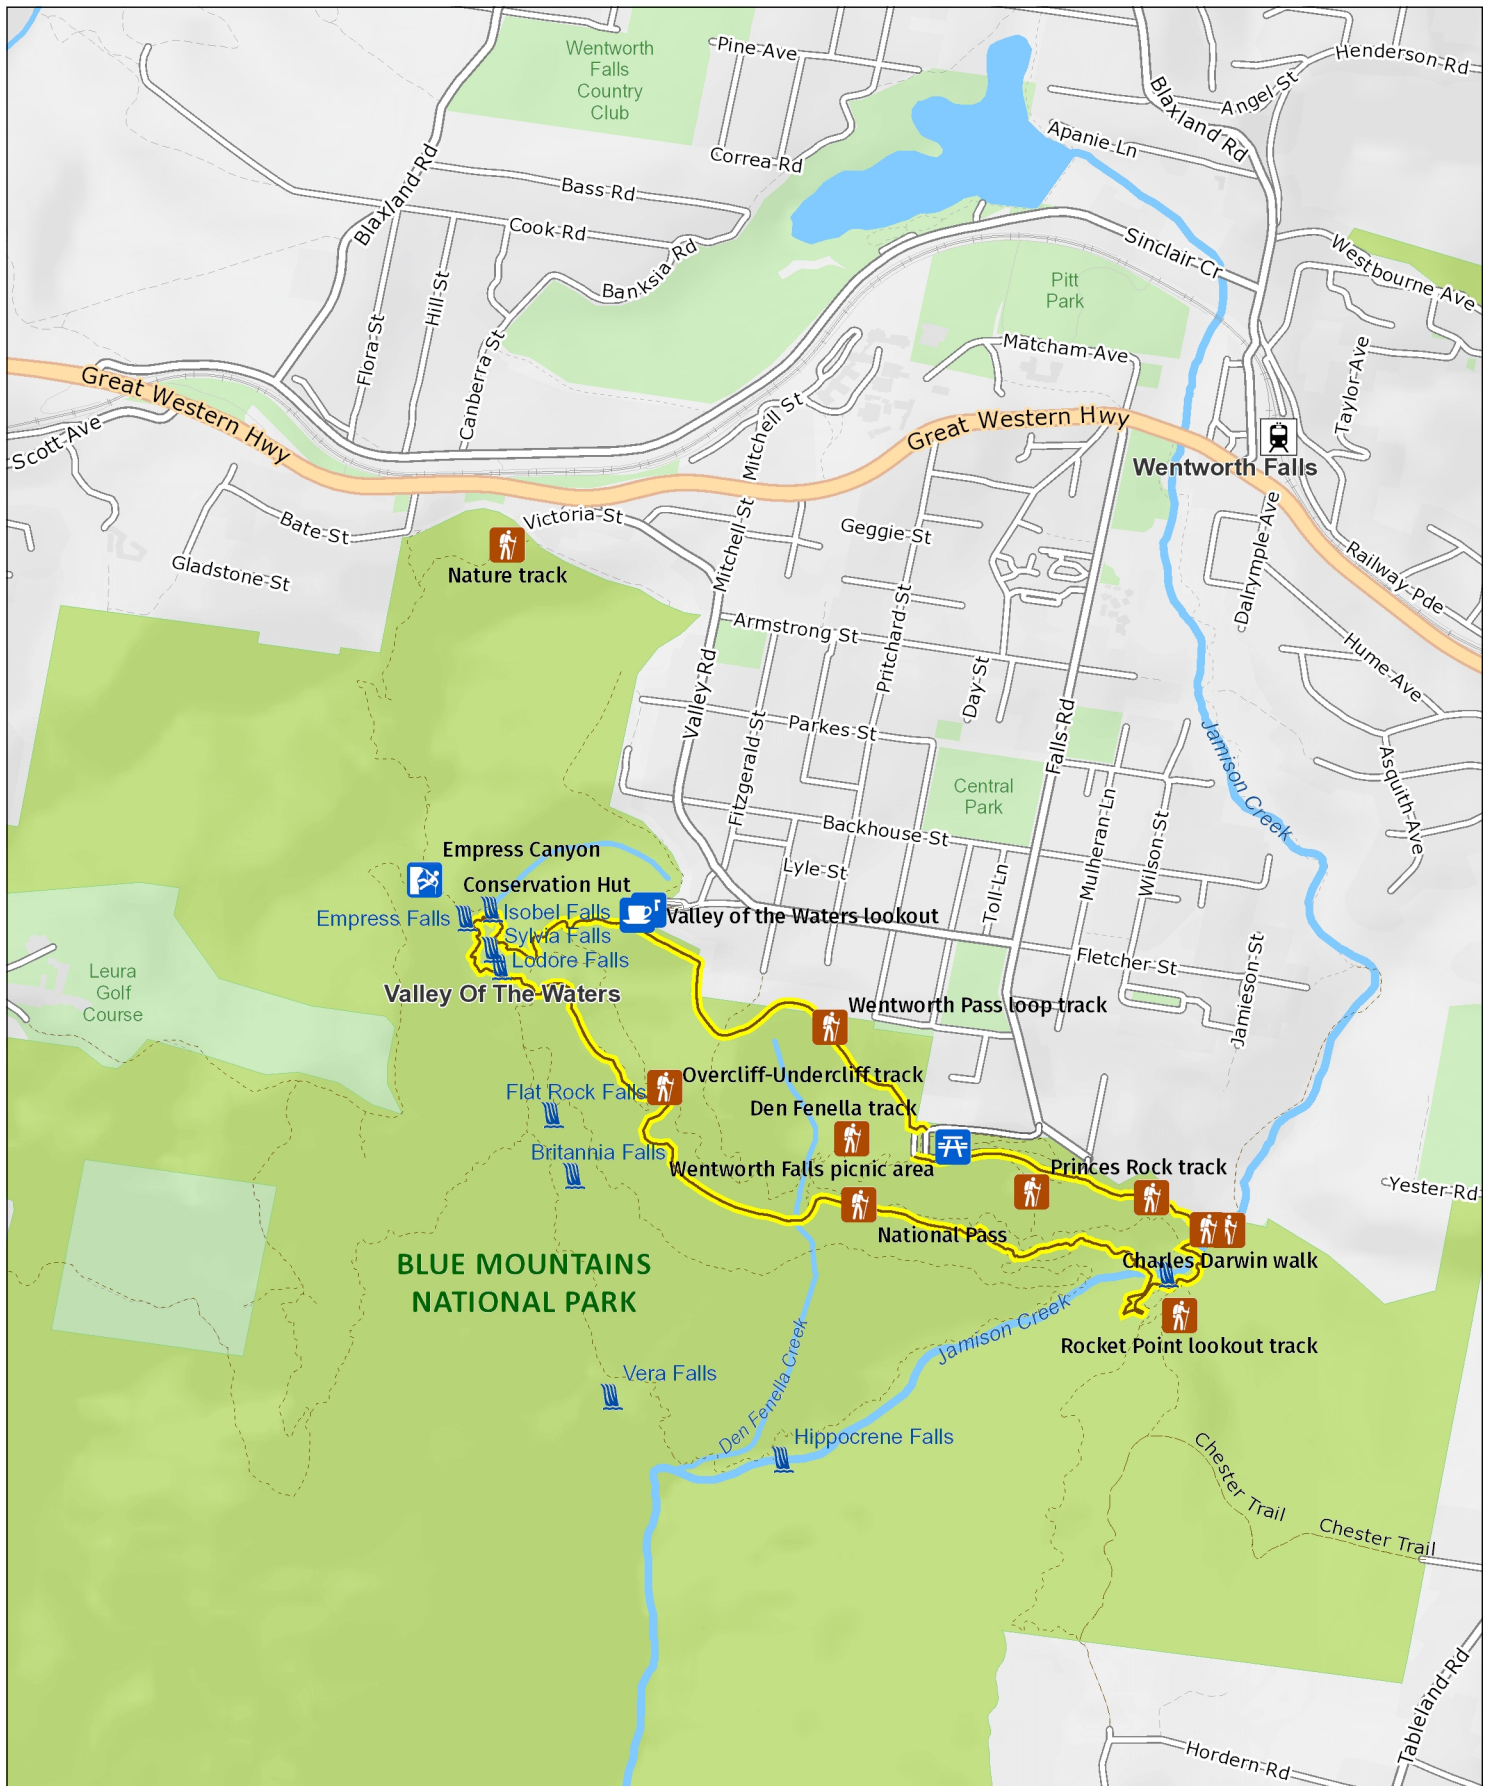 Wentworth
Falls
Country
Club
Pine Ave
Henderson Rd
Angel St
Blaxland Rd
Apanie Ln
Correa Rd
Blaxland Rd
Bass Rd
Cook Rd
Banksia Rd
Sinclair Cr
Westbourne Ave
Pitt
Park
Hill St
Flora St
Canberra St
Matcham Ave
Taylor Ave
Great Western Hwy
Mitchell St
Great Western Hwy
Scott Ave
Wentworth Falls
Victoria St
Mitchell St
Geggie St
Bate St
Dalrymple Ave
Railway Pde
Gladstone St
Nature track
Armstrong St
Pritchard St
Day St
Hume Ave
Valley Rd
Parkes St
Falls Rd
Fitzgerald St
Jamison Creek
Asquith Ave
Central
Park
Backhouse St
Mulheran Ln
Wilson St
Empress Canyon
Lyle St
Toll Ln
Conservation Hut
Empress Falls
Isobel Falls
Valley of the Waters lookout
Sylvia Falls
Lodore Falls
Fletcher St
Jamieson St
Leura
Golf
Course
Valley Of The Waters
Wentworth Pass loop track
Overcliff-Undercliff track
Flat Rock Falls
Den Fenella track
Britannia Falls
Wentworth Falls picnic area
Princes Rock track
Yester Rd
National Pass
Charles Darwin walk
BLUE MOUNTAINS
NATIONAL PARK
Jamison Creek
Rocket Point lookout track
Vera Falls
Den Fenella Creek
Hippocrene Falls
Chester Trail
Chester Trail
Tableland Rd
Hordern Rd